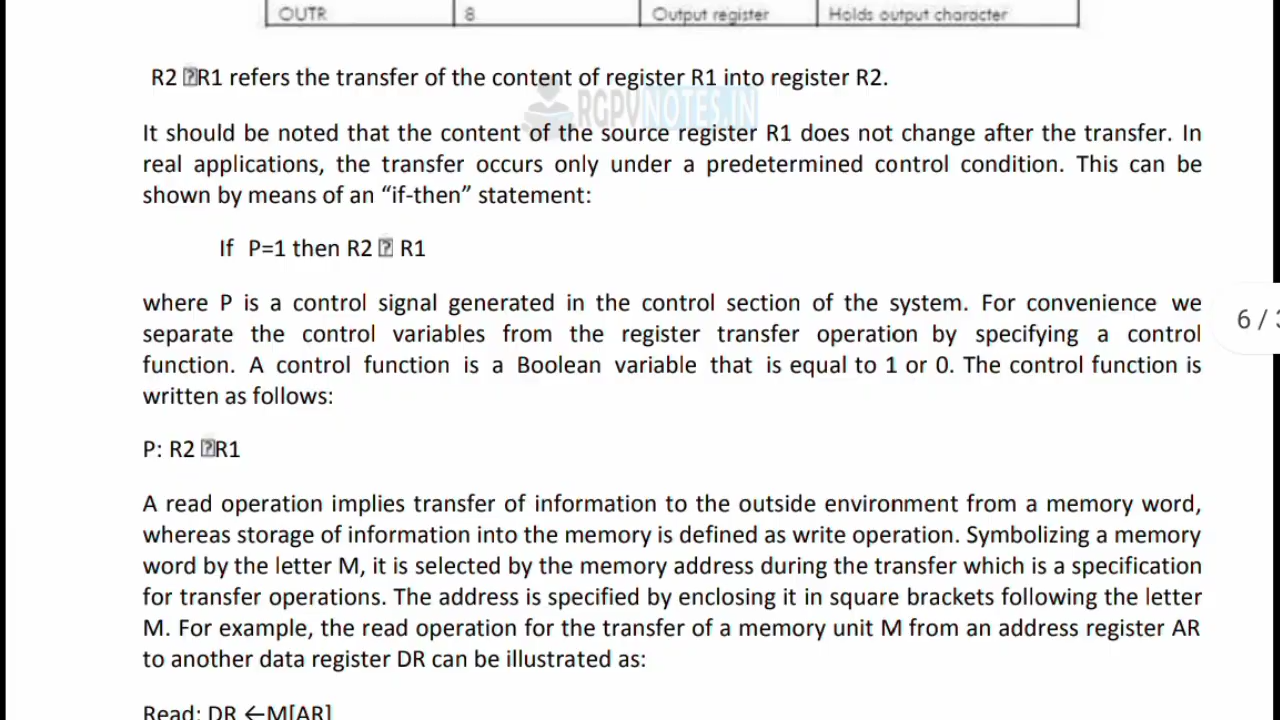 OUTR 8 Output register Holds output character
R2 �R1 refers the transfer of the content of register R1 into register R2.
RGPVNOTES.IN
It should be noted that the content of the source register R1 does not change after the transfer. In
real applications, the transfer occurs only under a predetermined control condition. This can be
shown by means of an “if-then” statement:
If P=1 then R2 � R1
where P is a control signal generated in the control section of the system. For convenience we
separate the control variables from the register transfer operation by specifying a control
function. A control function is a Boolean variable that is equal to 1 or 0. The control function is
written as follows:
6 / 3
P: R2 �R1
A read operation implies transfer of information to the outside environment from a memory word,
whereas storage of information into the memory is defined as write operation. Symbolizing a memory
word by the letter M, it is selected by the memory address during the transfer which is a specification
for transfer operations. The address is specified by enclosing it in square brackets following the letter
M. For example, the read operation for the transfer of a memory unit M from an address register AR
to another data register DR can be illustrated as:
Read: DR ←M[AR]